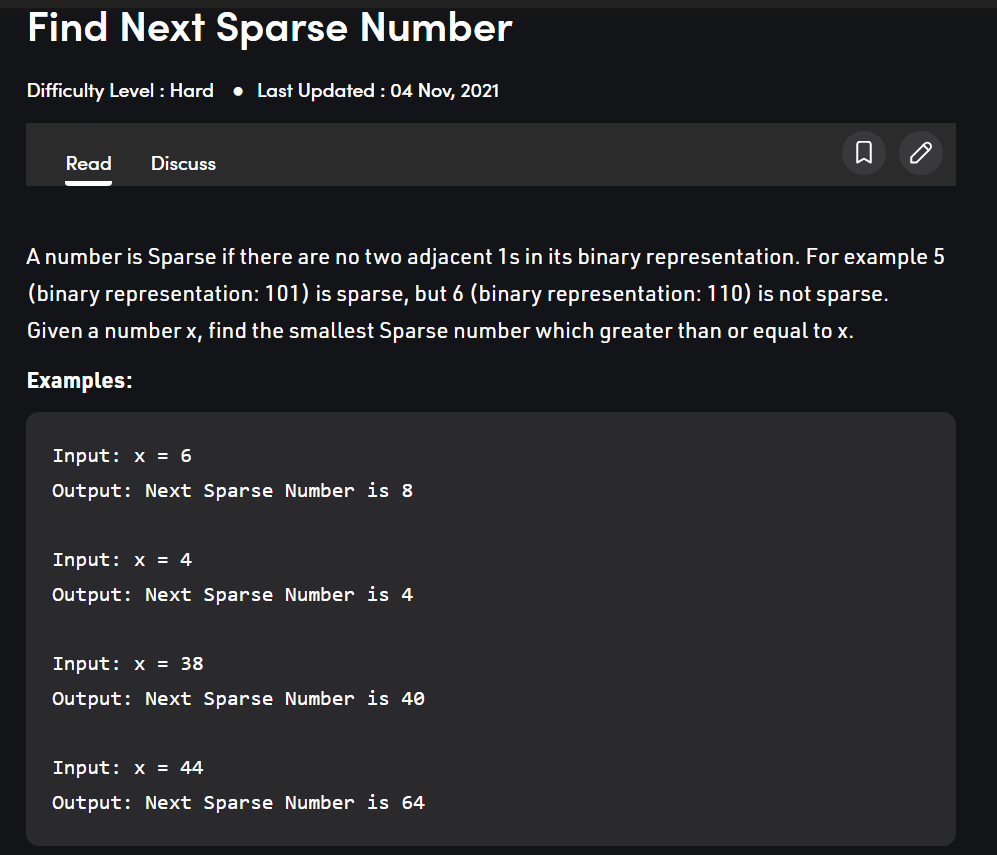 Find Next Sparse Number
Difficulty Level : Hard ● Last Updated : 04 Nov, 2021
Read Discuss
A number is Sparse if there are no two adjacent 1s in its binary representation. For example 5
(binary representation: 101) is sparse, but 6 (binary representation: 110) is not sparse.
Given a number x, find the smallest Sparse number which greater than or equal to x.
Examples:
Input: x = 6
Output: Next Sparse Number is 8
Input: x = 4
Output: Next Sparse Number is 4
Input: x = 38
Output: Next Sparse Number is 40
Input: x = 44
Output: Next Sparse Number is 64